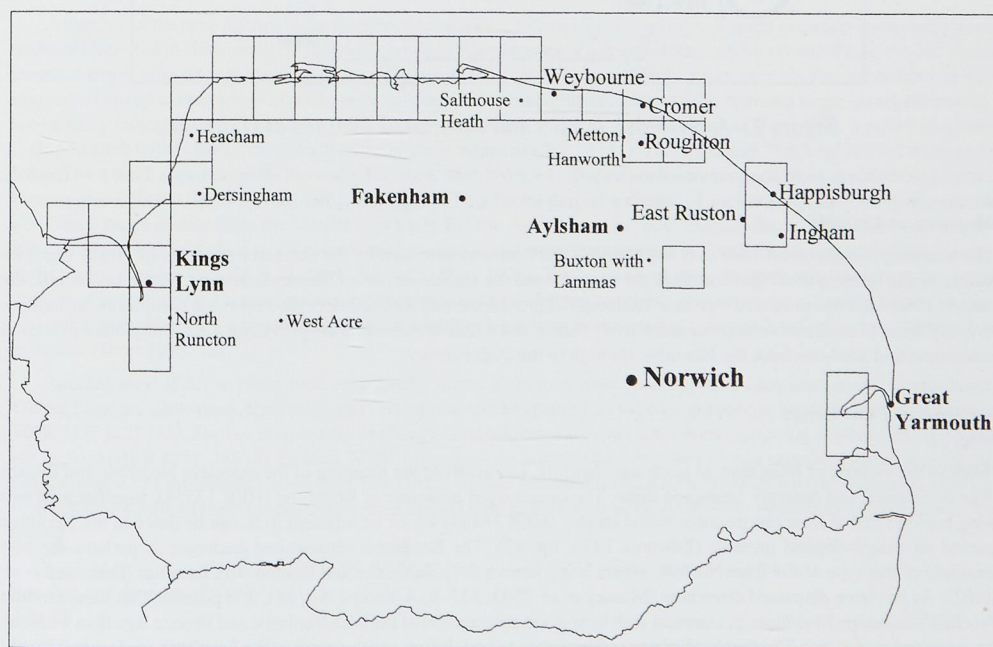 Weybourne
Salthouse
Heath
Cromer
Heacham
Metton
Roughton
Hanworth
Dersingham
Fakenham
Happisburgh
East Ruston
Aylsham
Ingham
Kings
Lynn
Buxton with
Lammas
North
Runcton
West Acre
Norwich
Great
Yarmouth